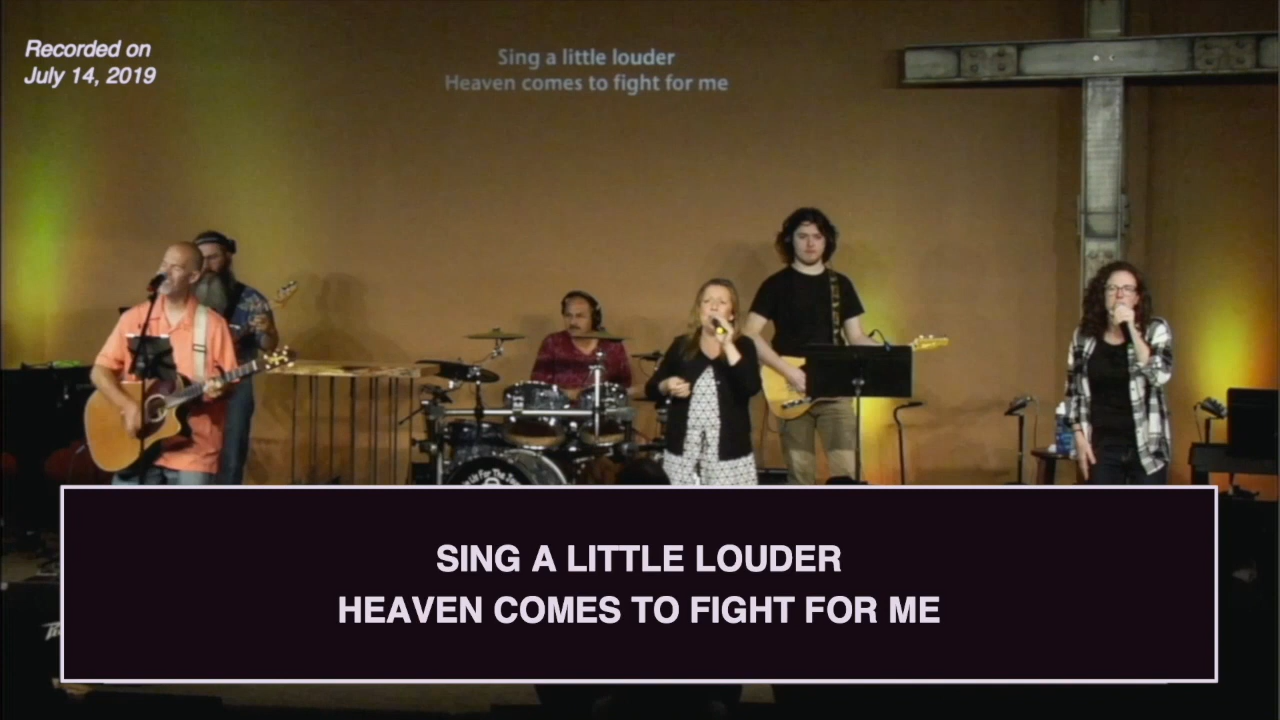 Recorded on
July 14, 2019
Sing a little louder
Heaven comes to fight for me
SING A LITTLE LOUDER
HEAVEN COMES TO FIGHT FOR ME